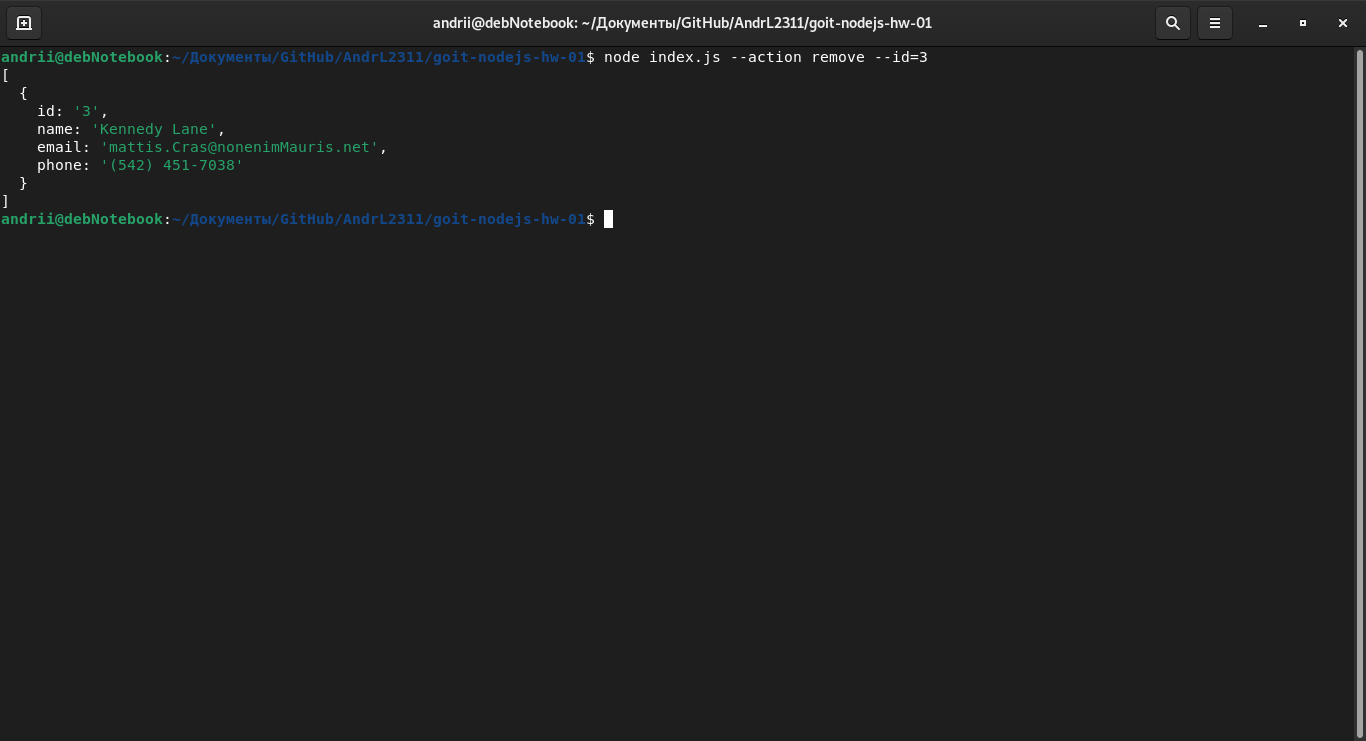 andrii@debNotebook: ~/Документы/GitHub/AndrL2311/goit-nodejs-hw-01
andrii@debNotebook:~/Документы/GitHub/AndrL2311/goit-nodejs-hw-01$ node index.js --action remove --id=3
[
  {
    id: '3',
    name: 'Kennedy Lane',
    email: 'mattis.Cras@nonenimMauris.net',
    phone: '(542) 451-7038'
  }
]
andrii@debNotebook:~/Документы/GitHub/AndrL2311/goit-nodejs-hw-01$